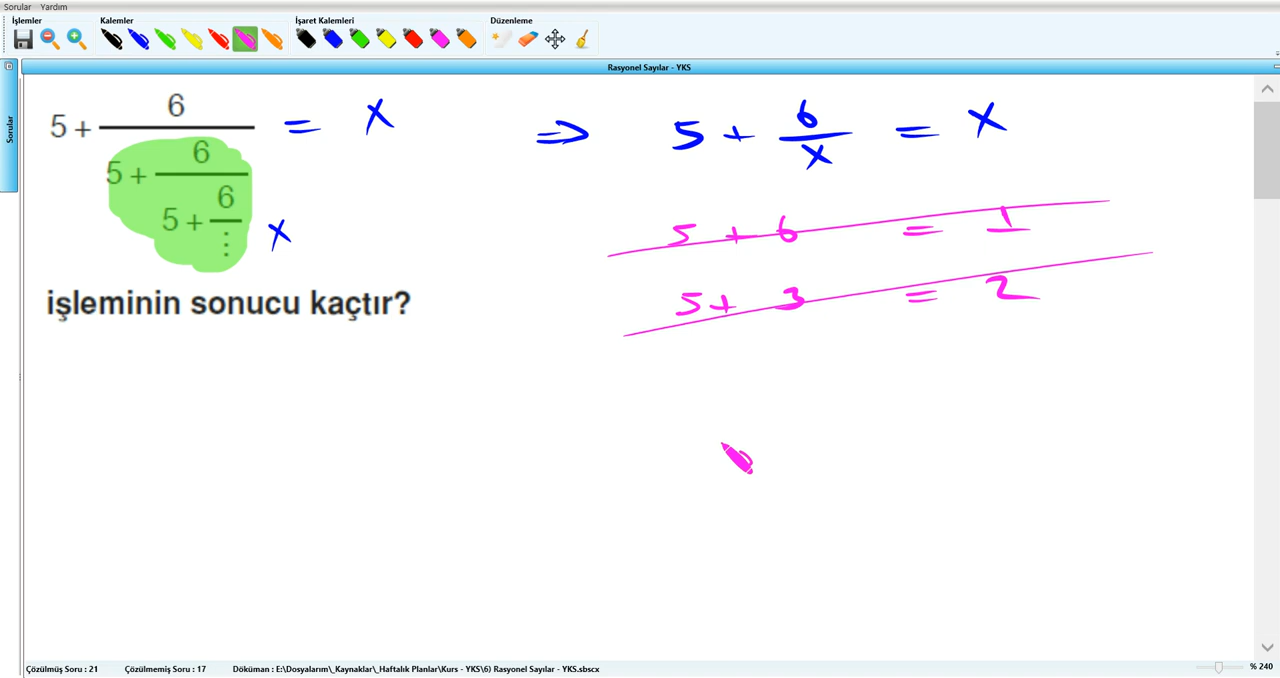 Sorular Yardım
İşlemler Kalemler İşaret Kalemleri Düzenleme
Rasyonel Sayılar - YKS
Sorular
5 + 6 = x ⇒ 5 + 6/x = x
5 + 6
5 + 6 x
⋮
5 + 6 = 1
5 + 3 = 2
işleminin sonucu kaçtır?
Çözülmüş Soru : 21 Çözülmemiş Soru : 17 Döküman : E:\Dosyalarım\_Kaynaklar\_Haftalık Planlar\Kurs - YKS\6) Rasyonel Sayılar - YKS.sbscx % 240